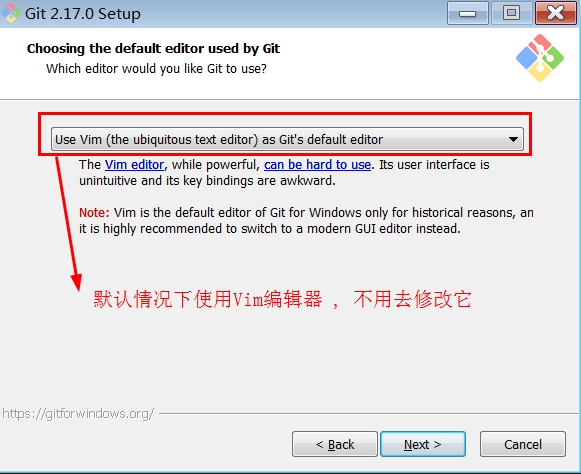 Git 2.17.0 Setup
Choosing the default editor used by Git
Which editor would you like Git to use?
Use Vim (the ubiquitous text editor) as Git's default editor
The Vim editor, while powerful, can be hard to use. Its user interface is
unintuitive and its key bindings are awkward.
Note: Vim is the default editor of Git for Windows only for historical reasons, an
it is highly recommended to switch to a modern GUI editor instead.
默认情况下使用Vim编辑器 , 不用去修改它
https://gitforwindows.org/
< Back
Next >
Cancel